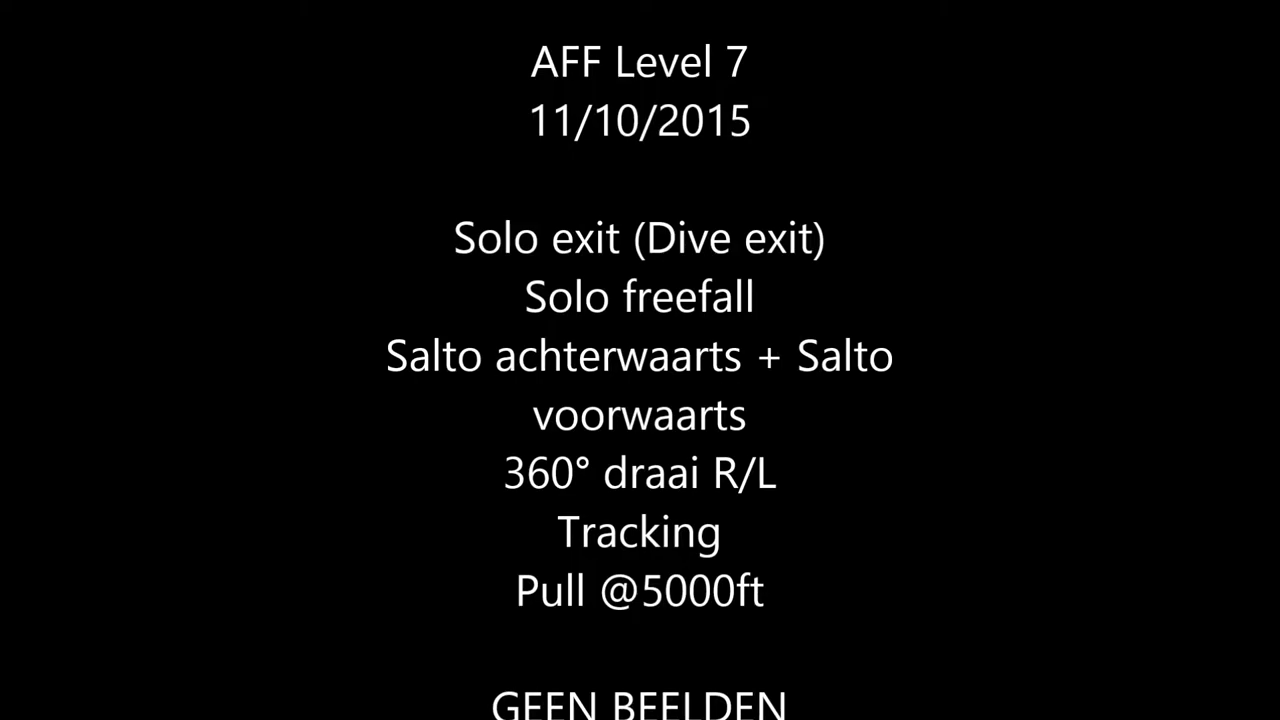 AFF Level 7
11/10/2015
Solo exit (Dive exit)
Solo freefall
Salto achterwaarts + Salto
voorwaarts
360° draai R/L
Tracking
Pull @5000ft
GEEN BEELDEN